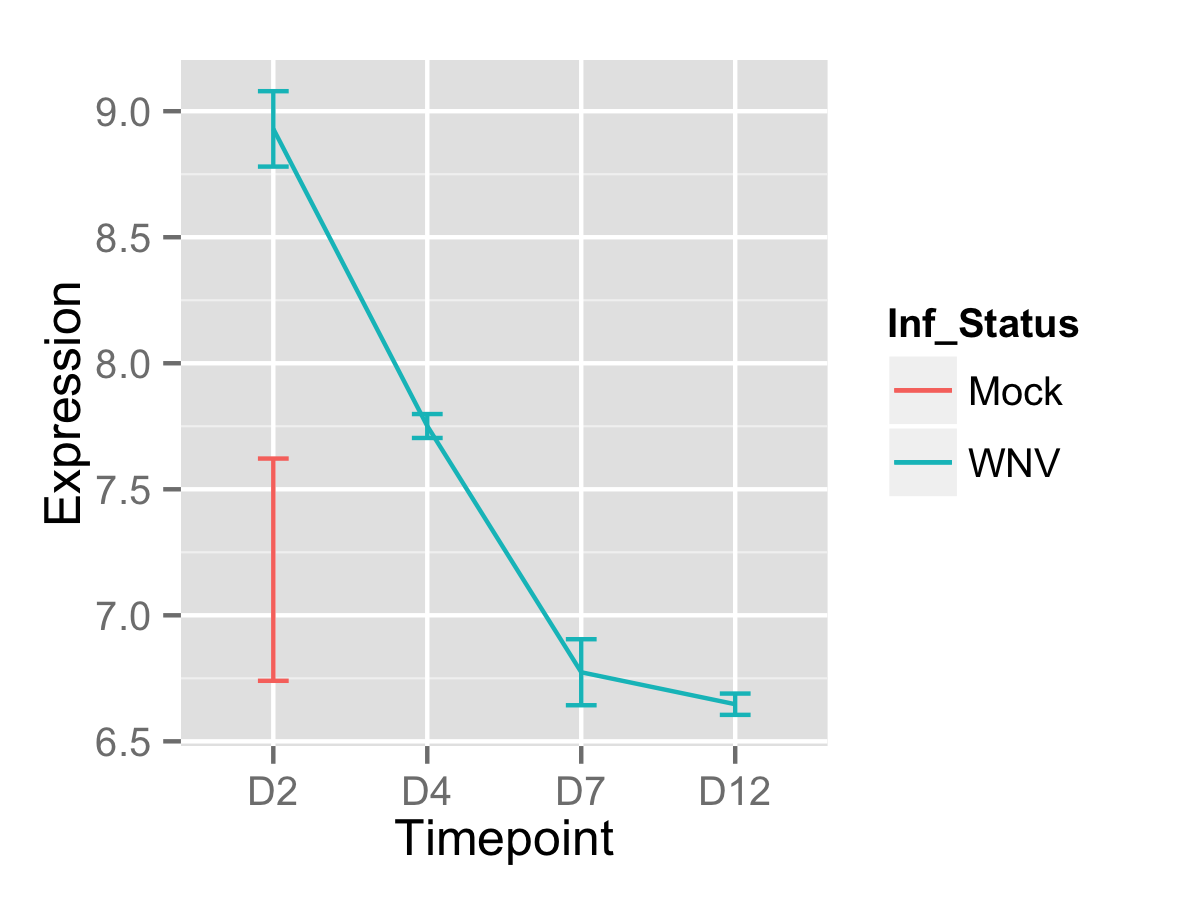 Expression
9.0
8.5
8.0
7.5
7.0
6.5
D2 D4 D7 D12
Timepoint
Inf_Status
Mock
WNV